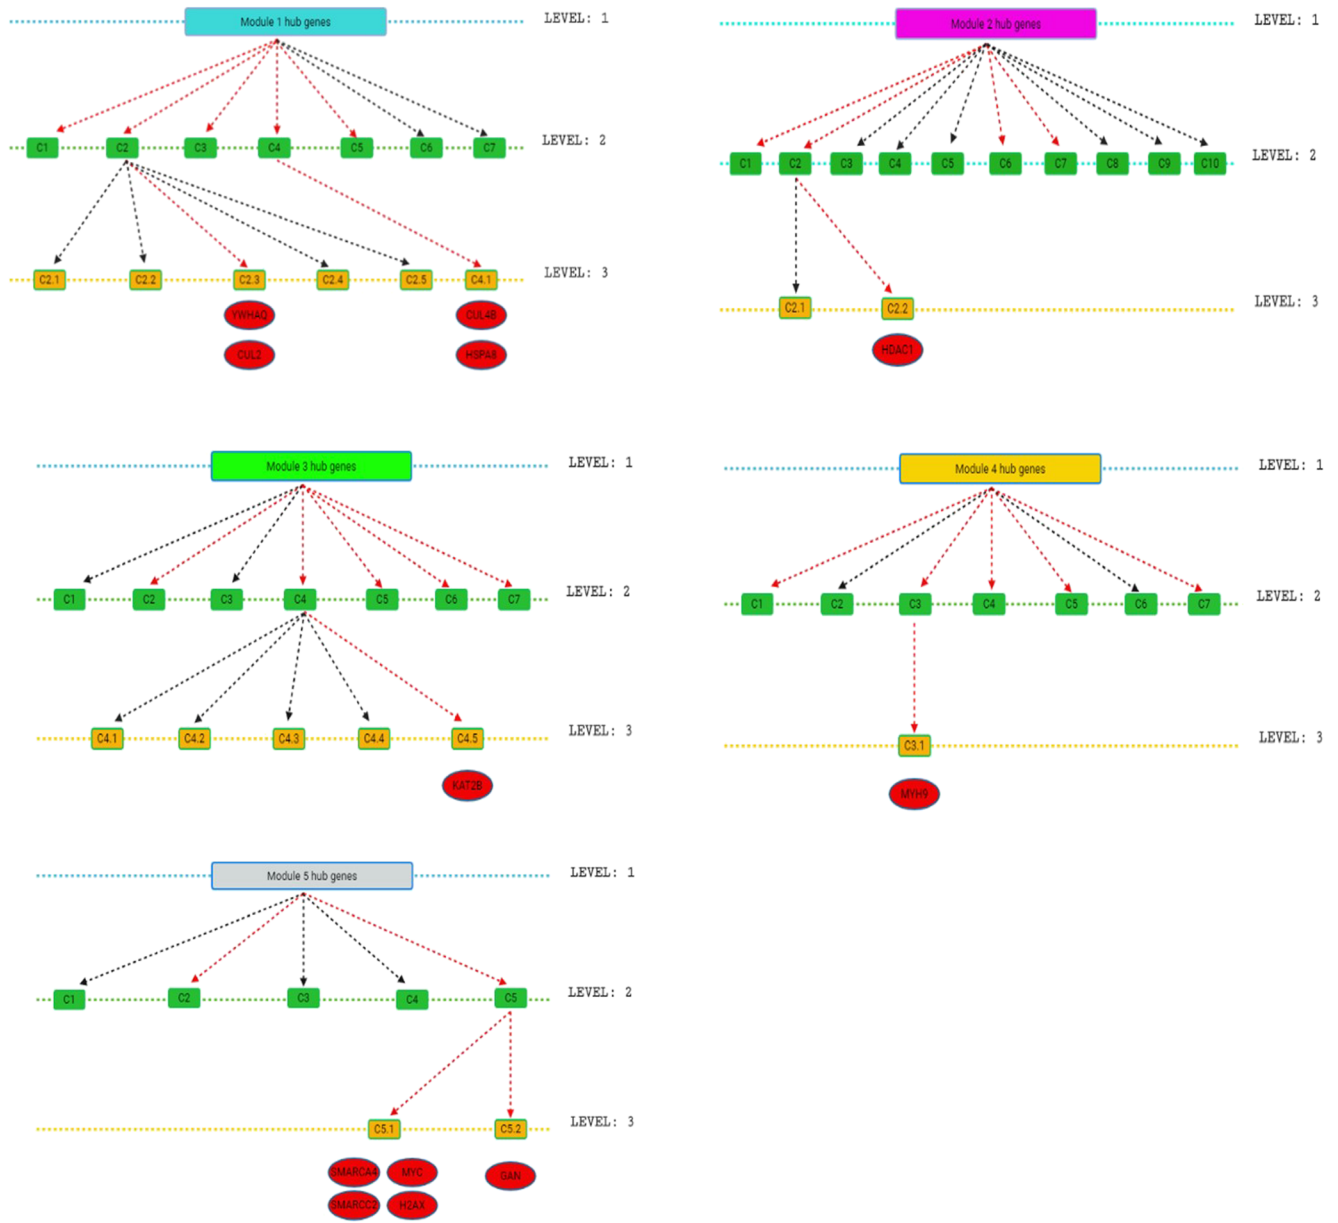 Module 1 hub genes
LEVEL: 1
C1 C2 C3 C4 C5 C6 C7
LEVEL: 2
C2.1 C2.2 C2.3 C2.4 C2.5 C4.1
LEVEL: 3
YWHAQ CUL4B
CUL2 HSPA8
Module 2 hub genes
LEVEL: 1
C1 C2 C3 C4 C5 C6 C7 C8 C9 C10
LEVEL: 2
C2.1 C2.2
LEVEL: 3
HDAC1
Module 3 hub genes
LEVEL: 1
C1 C2 C3 C4 C5 C6 C7
LEVEL: 2
C4.1 C4.2 C4.3 C4.4 C4.5
LEVEL: 3
KAT2B
Module 4 hub genes
LEVEL: 1
C1 C2 C3 C4 C5 C6 C7
LEVEL: 2
C3.1
LEVEL: 3
MYH9
Module 5 hub genes
LEVEL: 1
C1 C2 C3 C4 C5
LEVEL: 2
C5.1 C5.2
LEVEL: 3
SMARCA4 MYC GAN
SMARCC2 H2AX